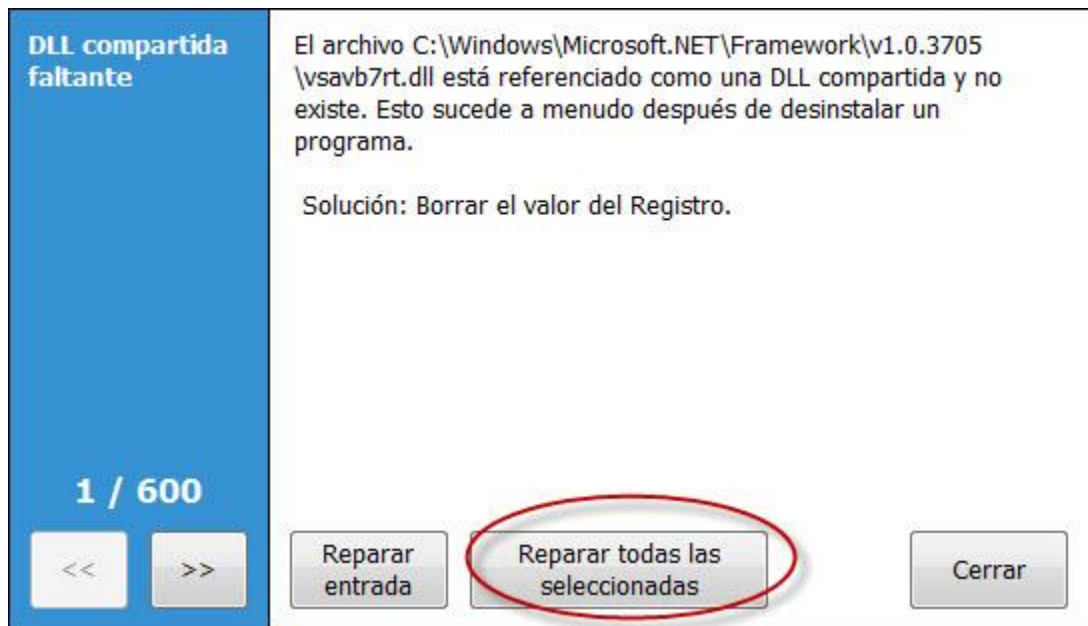 DLL compartida
faltante
El archivo C:\Windows\Microsoft.NET\Framework\v1.0.3705
\vsavb7rt.dll está referenciado como una DLL compartida y no
existe. Esto sucede a menudo después de desinstalar un
programa.
Solución: Borrar el valor del Registro.
1 / 600
<<
>>
Reparar
entrada
Reparar todas las
seleccionadas
Cerrar